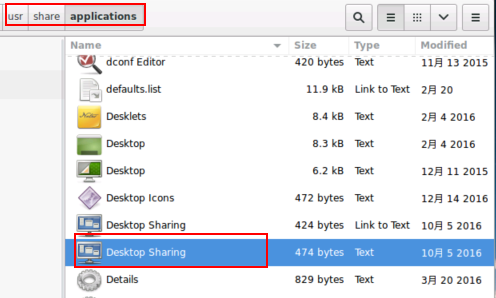 usr share applications
Name Size Type Modified
dconf Editor 420 bytes Text 11月 13 2015
defaults.list 11.9 kB Link to Text 2月 20
Desklets 8.4 kB Text 2月 4 2016
Desktop 8.3 kB Text 2月 4 2016
Desktop 6.2 kB Text 12月 11 2015
Desktop Icons 472 bytes Text 12月 14 2016
Desktop Sharing 424 bytes Link to Text 10月 5 2016
Desktop Sharing 474 bytes Text 10月 5 2016
Details 829 bytes Text 3月 20 2016